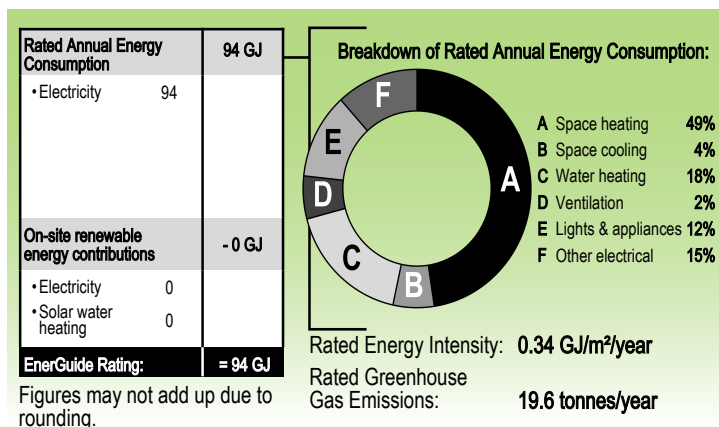 Rated Annual Energy
Consumption
94 GJ
• Electricity 94
On-site renewable
energy contributions
- 0 GJ
• Electricity 0
• Solar water
heating
0
EnerGuide Rating: = 94 GJ
Figures may not add up due to
rounding.
Breakdown of Rated Annual Energy Consumption:
A
B
C
D
E
F
A Space heating 49%
B Space cooling 4%
C Water heating 18%
D Ventilation 2%
E Lights & appliances 12%
F Other electrical 15%
Rated Energy Intensity: 0.34 GJ/m²/year
Rated Greenhouse
Gas Emissions: 19.6 tonnes/year